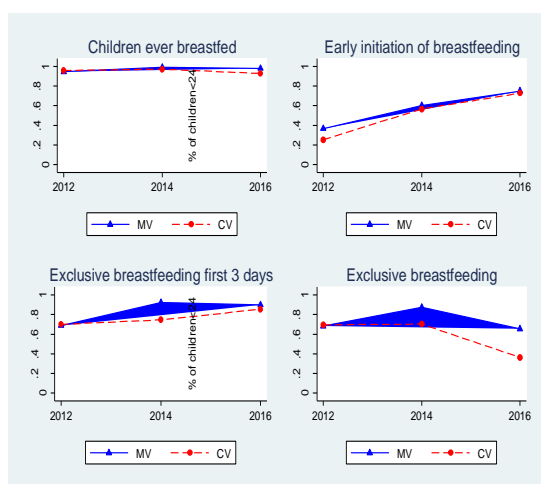 Children ever breastfed
0 .2 .4 .6 .8 1
% of children<24
2012 2014 2016
MV CV
Early initiation of breastfeeding
0 .2 .4 .6 .8 1
2012 2014 2016
MV CV
Exclusive breastfeeding first 3 days
0 .2 .4 .6 .8 1
% of children<24
2012 2014 2016
MV CV
Exclusive breastfeeding
0 .2 .4 .6 .8 1
2012 2014 2016
MV CV